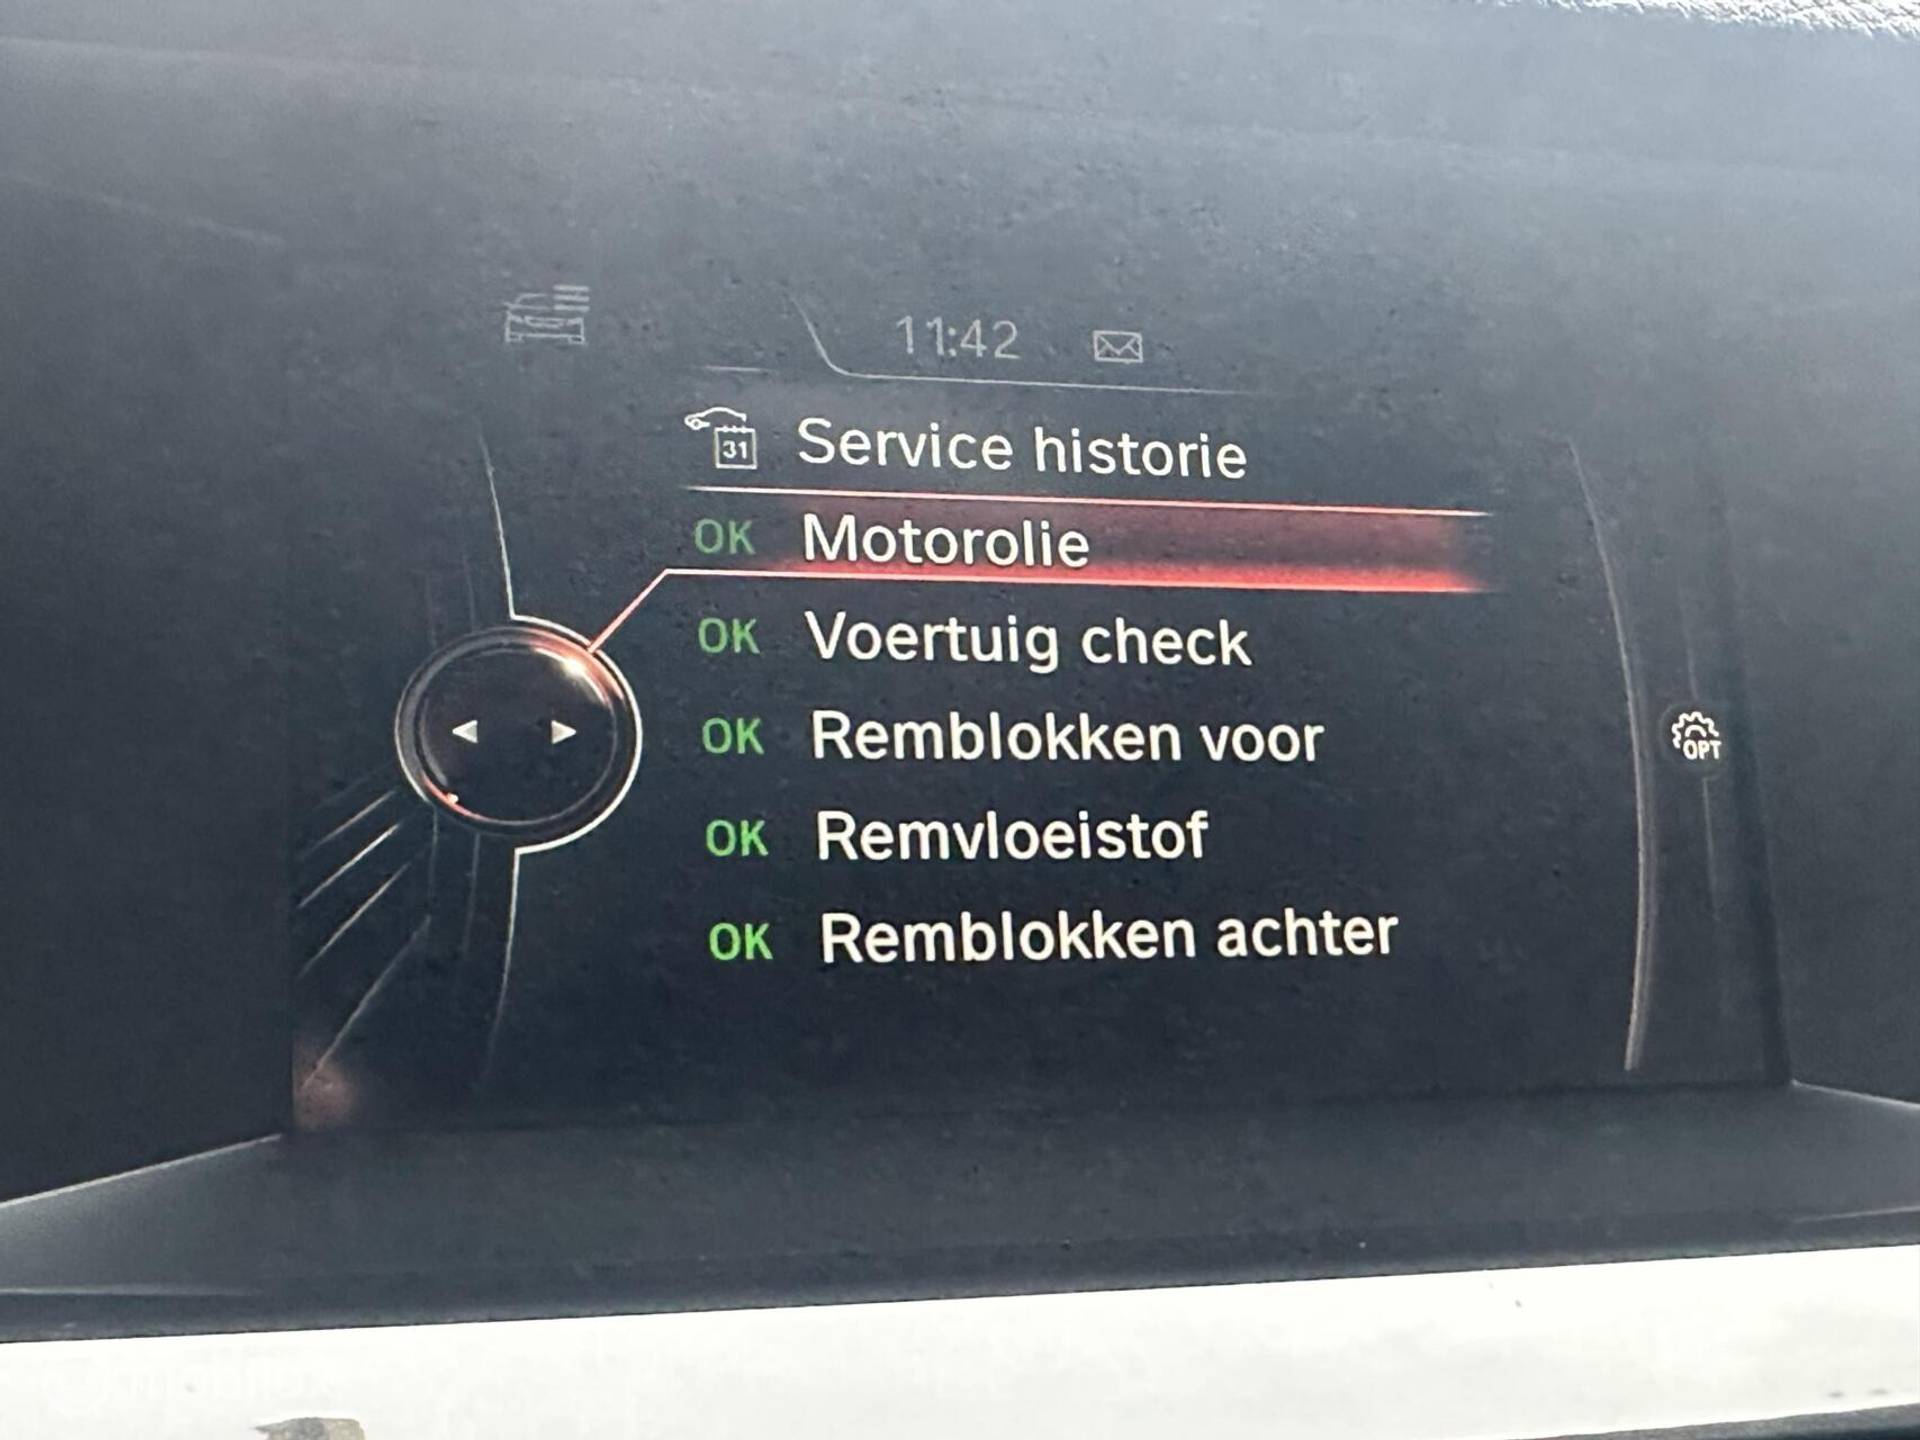 11:42
31 Service historie
OK Motorolie
OK Voertuig check
OK Remblokken voor
OPT
OK Remvloeistof
OK Remblokken achter